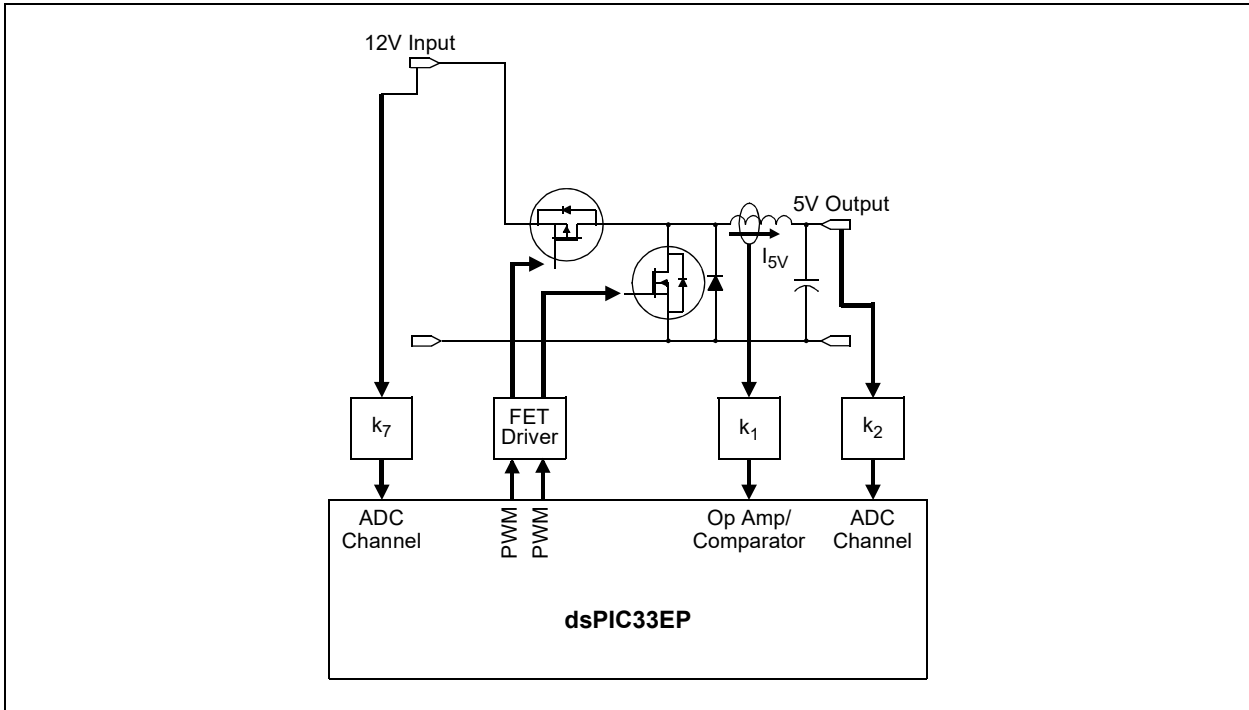 12V Input
5V Output
I5V
k7
FET
Driver
k1
k2
ADC
Channel
PWM
PWM
Op Amp/
Comparator
ADC
Channel
dsPIC33EP